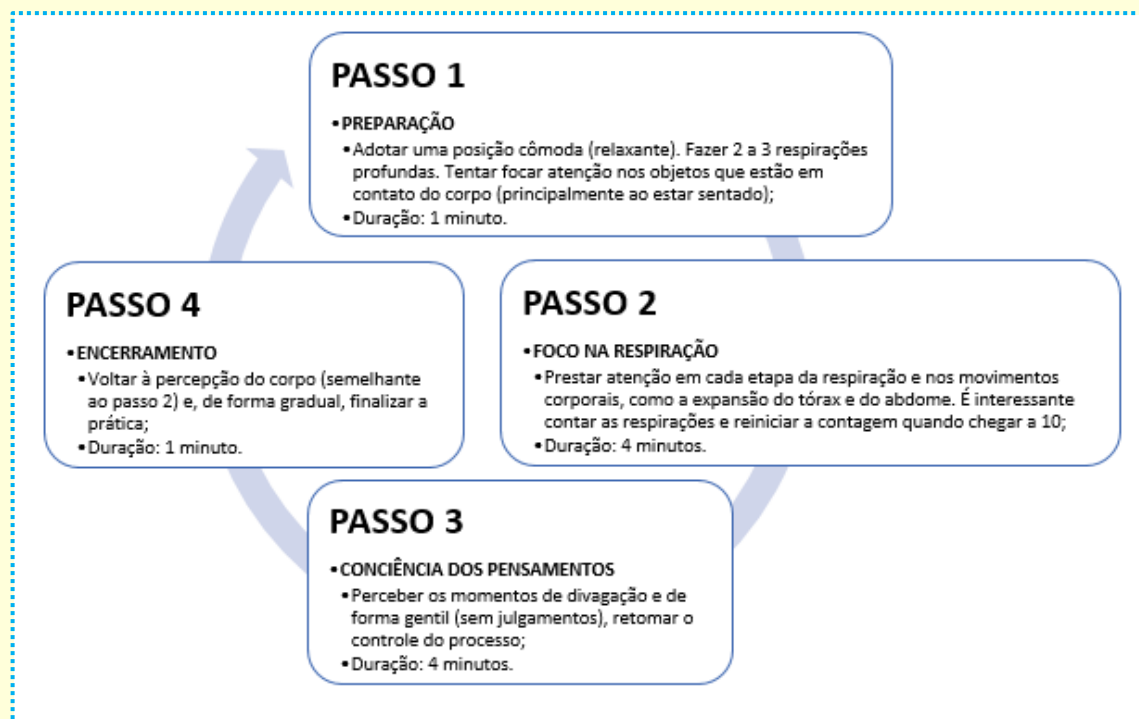 PASSO 1
•PREPARAÇÃO
•Adotar uma posição cômoda (relaxante). Fazer 2 a 3 respirações
profundas. Tentar focar atenção nos objetos que estão em
contato do corpo (principalmente ao estar sentado);
•Duração: 1 minuto.
PASSO 2
•FOCO NA RESPIRAÇÃO
•Prestar atenção em cada etapa da respiração e nos movimentos
corporais, como a expansão do tórax e do abdome. É interessante
contar as respirações e reiniciar a contagem quando chegar a 10;
•Duração: 4 minutos.
PASSO 3
•CONCIÊNCIA DOS PENSAMENTOS
•Perceber os momentos de divagação e de
forma gentil (sem julgamentos), retomar o
controle do processo;
•Duração: 4 minutos.
PASSO 4
•ENCERRAMENTO
•Voltar à percepção do corpo (semelhante
ao passo 2) e, de forma gradual, finalizar a
prática;
•Duração: 1 minuto.